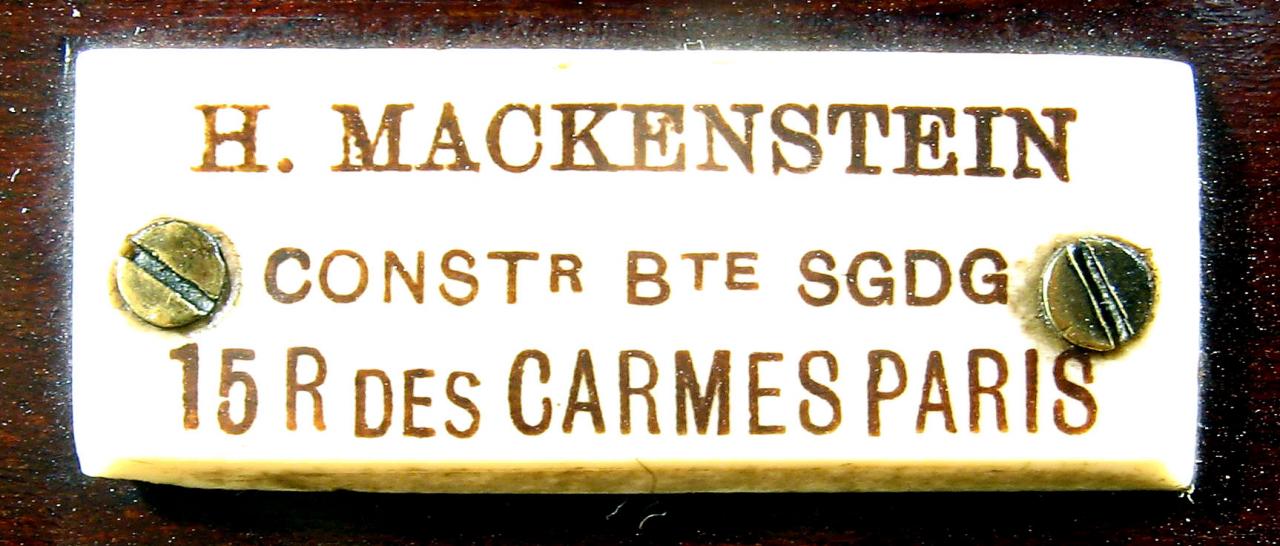 H. MACKENSTEIN
CONSTR BTE SGDG
15 R DES CARMES PARIS